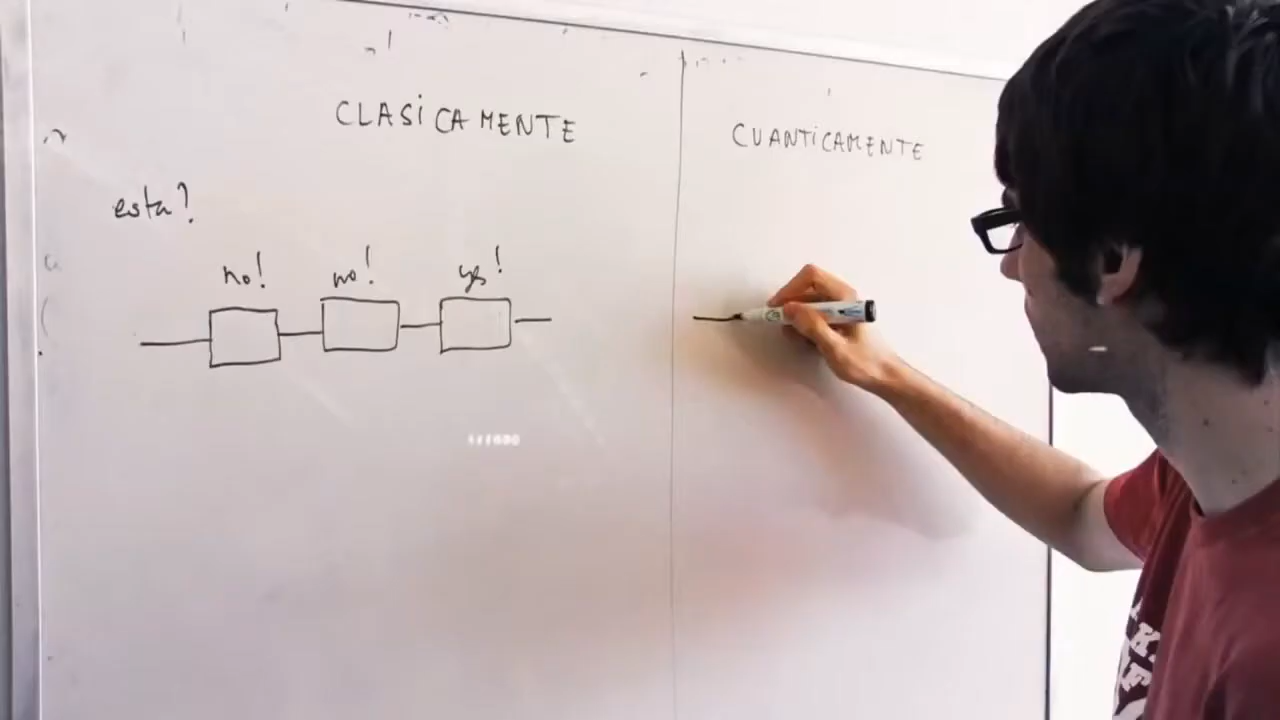 CLASICAMENTE
CUANTICAMENTE
esta?
no! no! yes!